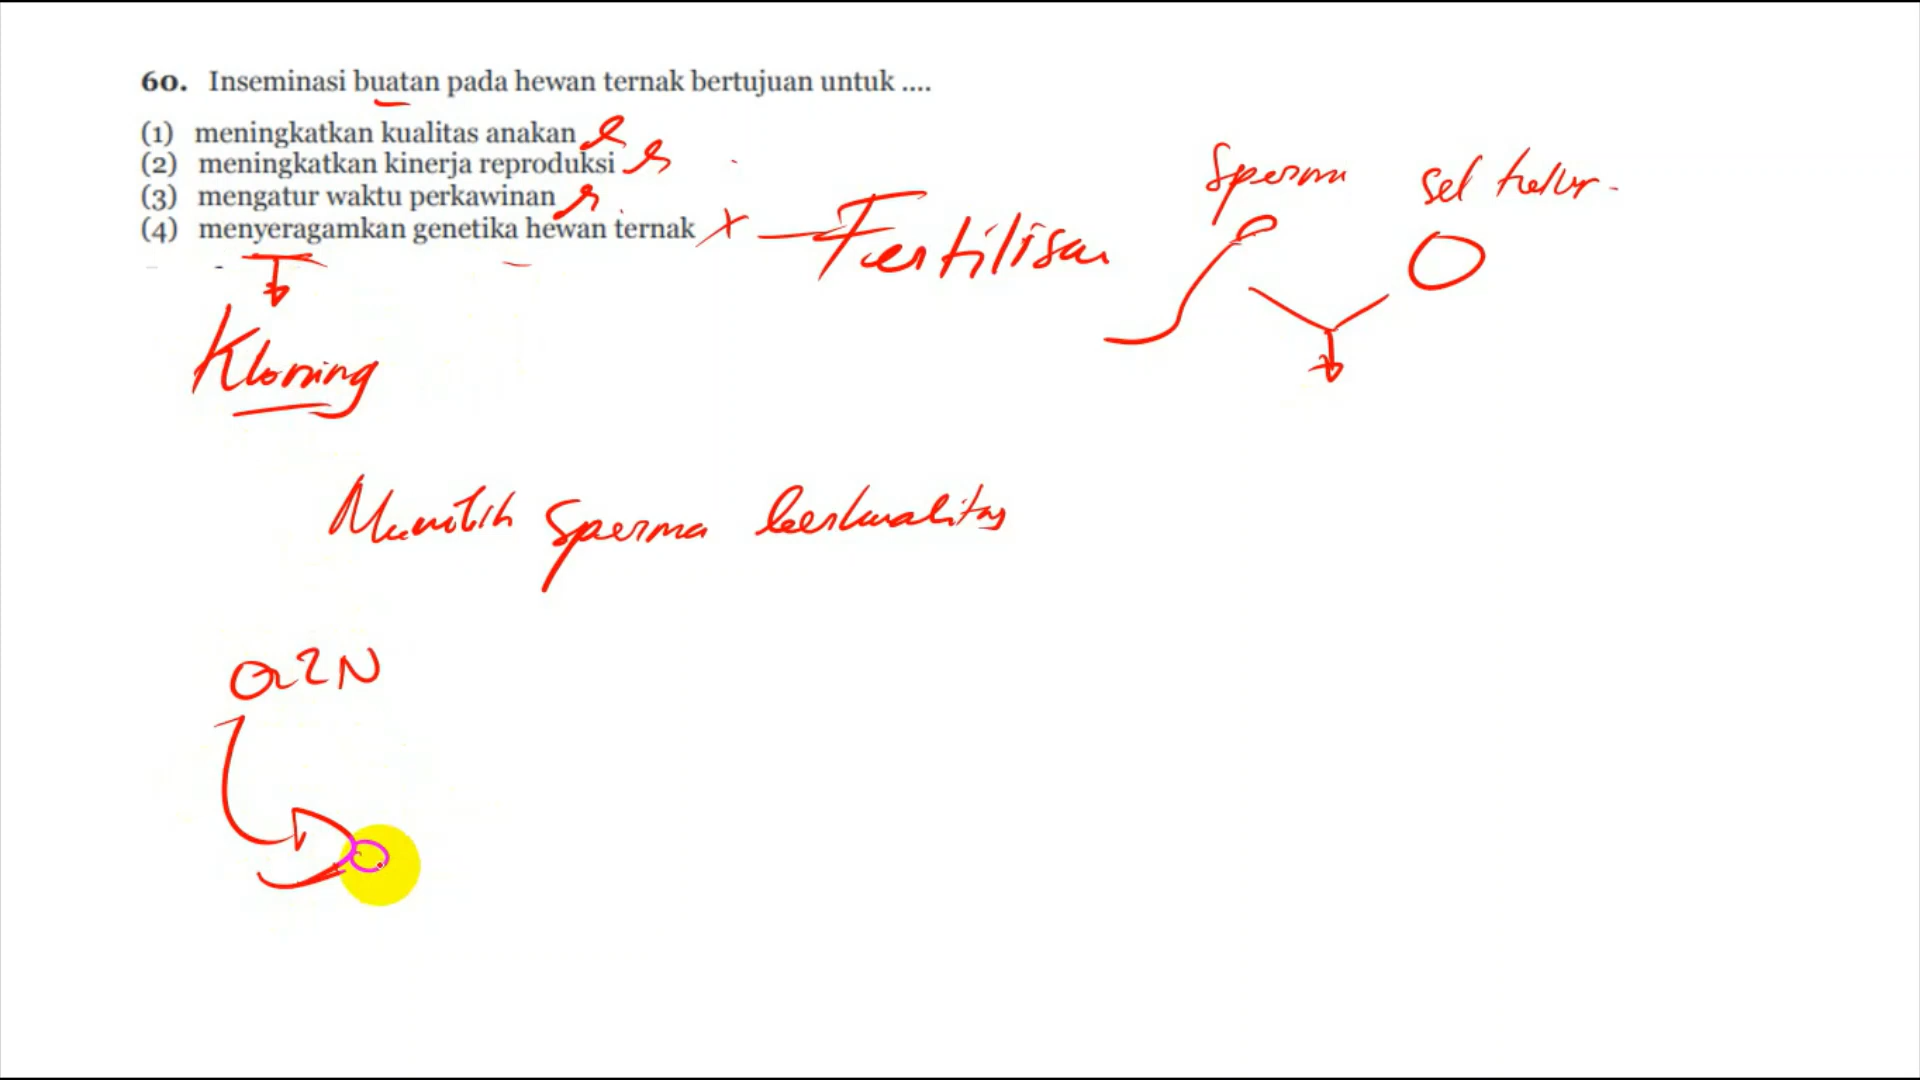 60. Inseminasi buatan pada hewan ternak bertujuan untuk ....
(1) meningkatkan kualitas anakan
(2) meningkatkan kinerja reproduksi
(3) mengatur waktu perkawinan
(4) menyeragamkan genetika hewan ternak x
Fertilisasi
Sperma sel telur
Kloning
Memilih sperma berkualitas
2N